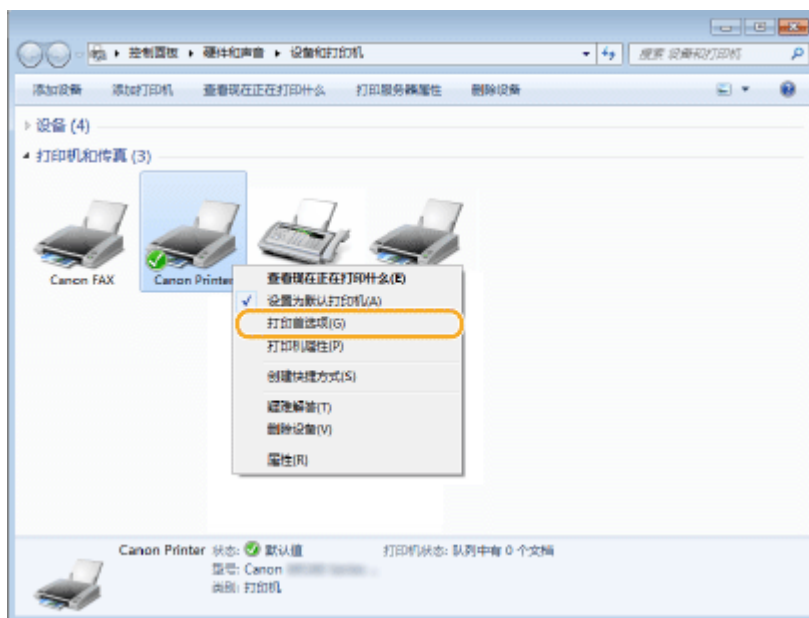 控制面板 ▸ 硬件和声音 ▸ 设备和打印机
搜索 设备和打印机
添加设备 添加打印机 查看现在正在打印什么 打印服务器属性 删除设备
设备 (4)
打印机和传真 (3)
Canon FAX
Canon Printer
查看现在正在打印什么(E)
设置为默认打印机(A)
打印首选项(G)
打印机属性(P)
创建快捷方式(S)
疑难解答(T)
删除设备(V)
属性(R)
Canon Printer 状态: 默认值 打印机状态: 队列中有 0 个文档
型号: Canon
类别: 打印机